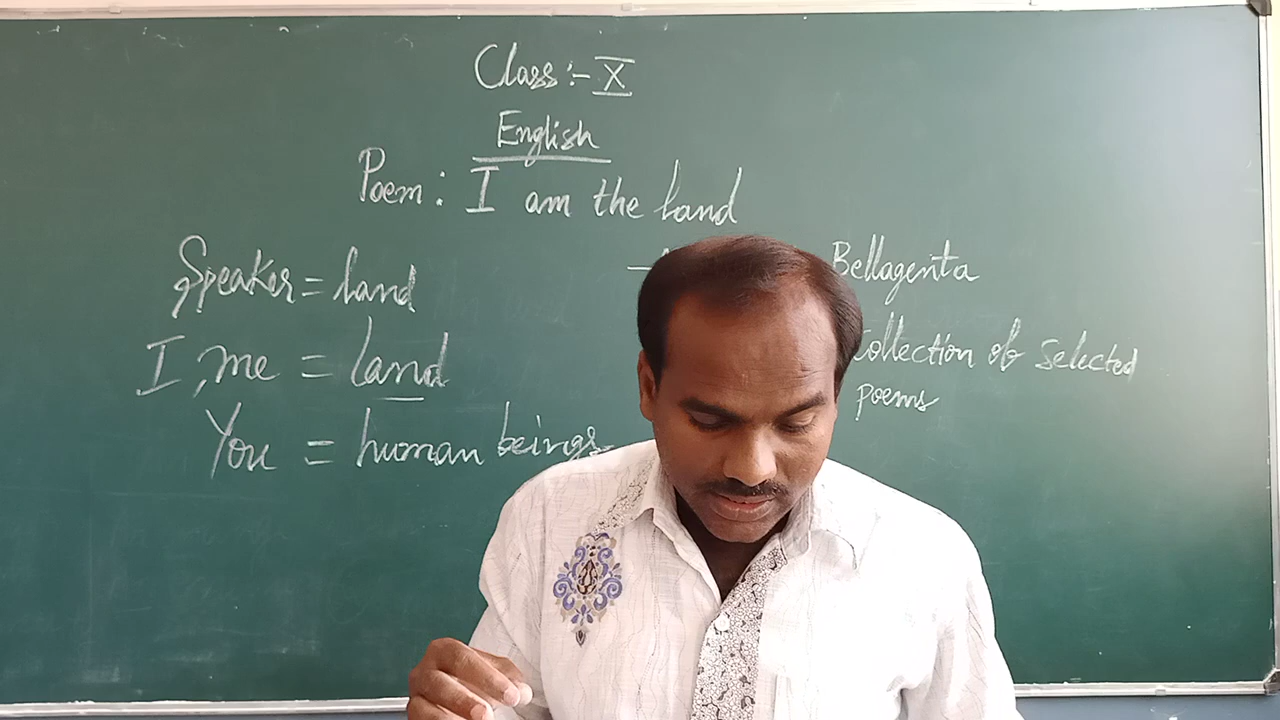 Class :- X
English
Poem : I am the land
Speaker = land
Bellagenta
I, me = land
Collection of selected
poems
You = human beings